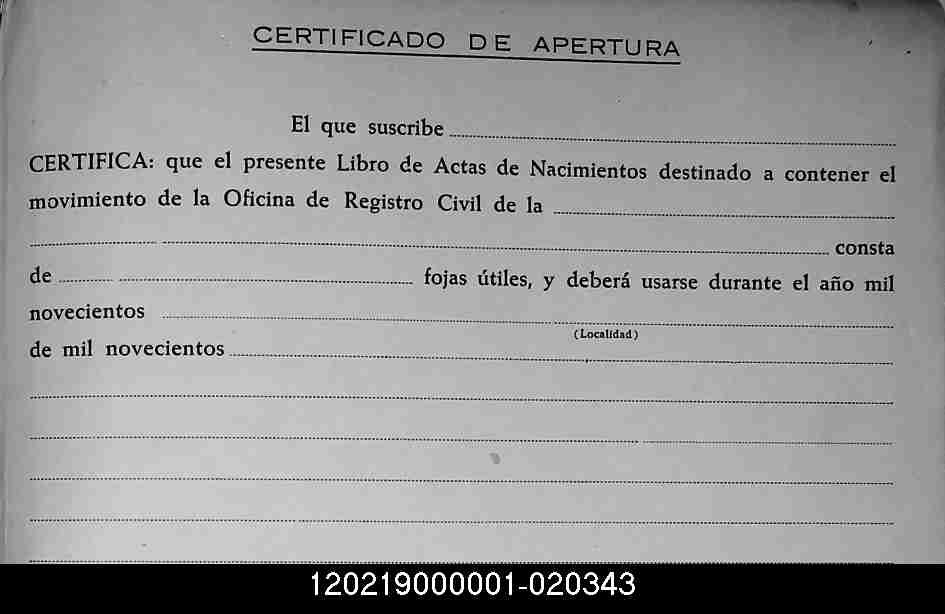 CERTIFICADO DE APERTURA
El que suscribe
CERTIFICA: que el presente Libro de Actas de Nacimientos destinado a contener el
movimiento de la Oficina de Registro Civil de la
consta
de fojas útiles, y deberá usarse durante el año mil
novecientos
(Localidad)
de mil novecientos
120219000001-020343